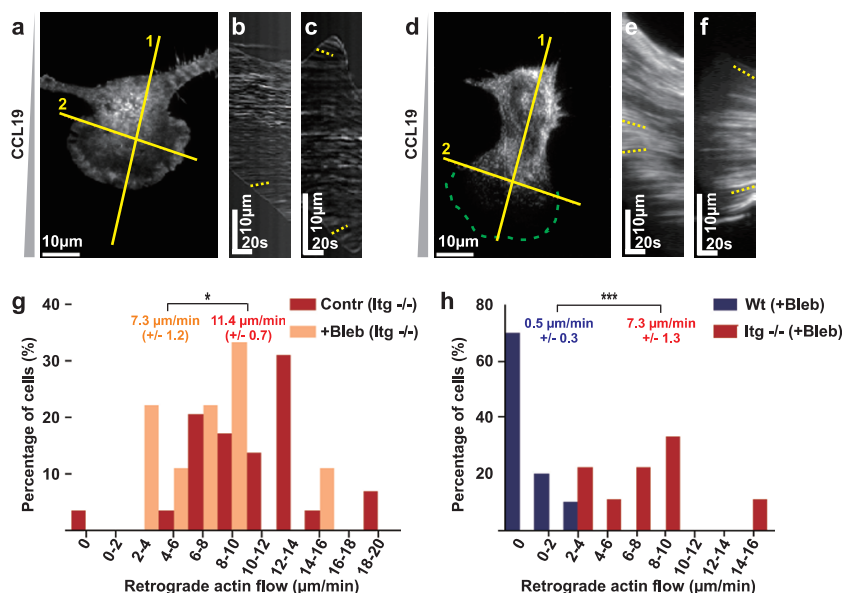 a
b
c
d
e
f
CCL19
1
2
10µm
10µm
20s
10µm
20s
CCL19
1
2
10µm
10µm
20s
10µm
20s
g
Percentage of cells (%)
40
30
20
10
7.3 µm/min
(+/- 1.2)
*
11.4 µm/min
(+/- 0.7)
Contr (Itg -/-)
+Bleb (Itg -/-)
0
0-2
2-4
4-6
6-8
8-10
10-12
12-14
14-16
16-18
18-20
Retrograde actin flow (µm/min)
h
Percentage of cells (%)
80
60
40
20
0.5 µm/min
+/- 0.3
***
7.3 µm/min
+/- 1.3
Wt (+Bleb)
Itg -/- (+Bleb)
0
0-2
2-4
4-6
6-8
8-10
10-12
12-14
14-16
Retrograde actin flow (µm/min)